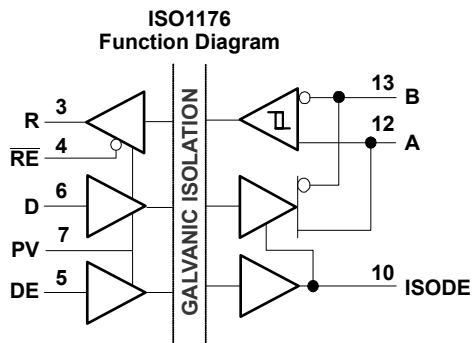 ISO1176
Function Diagram
R 3
RE 4
D 6
PV 7
DE 5
GALVANIC ISOLATION
13 B
12 A
10 ISODE